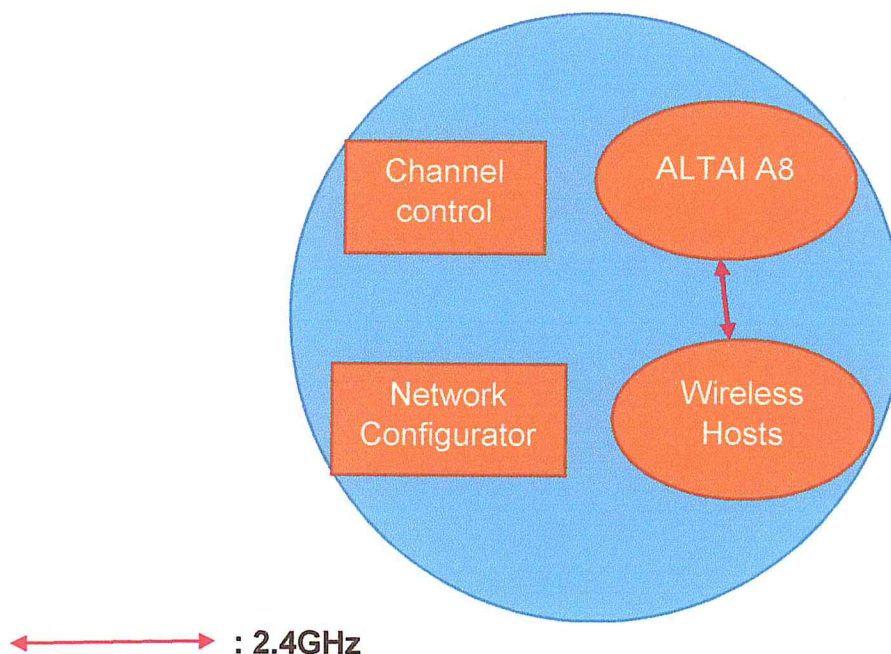 Channel
control
ALTAI A8
Network
Configurator
Wireless
Hosts
: 2.4GHz